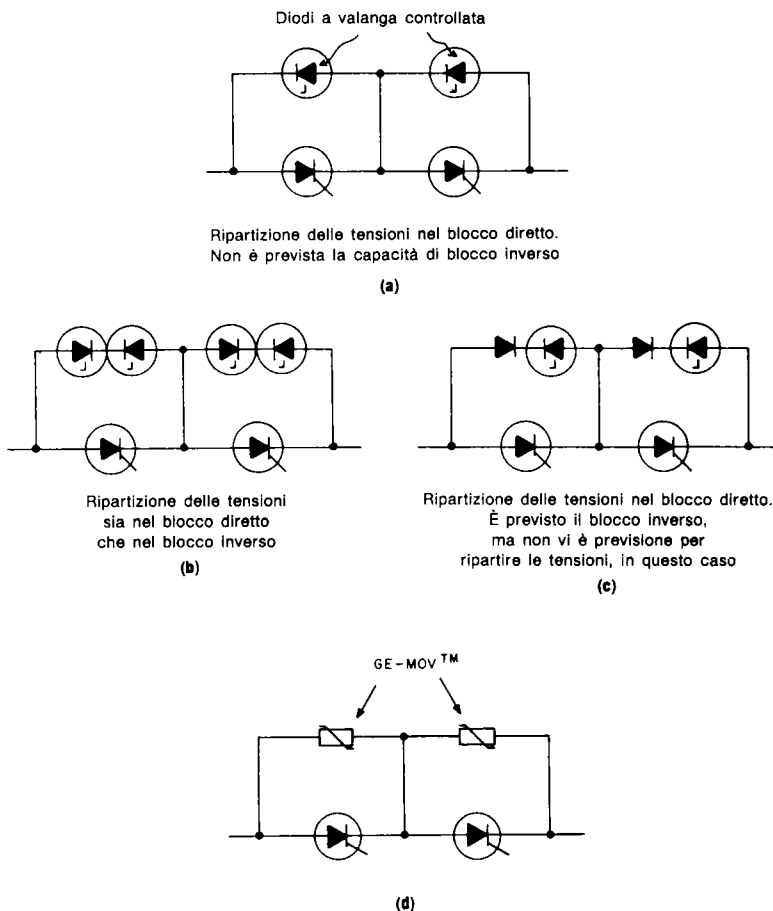 Diodi a valanga controllata
Ripartizione delle tensioni nel blocco diretto.
Non è prevista la capacità di blocco inverso
(a)
Ripartizione delle tensioni
sia nel blocco diretto
che nel blocco inverso
(b)
Ripartizione delle tensioni nel blocco diretto.
È previsto il blocco inverso,
ma non vi è previsione per
ripartire le tensioni, in questo caso
(c)
GE-MOV™
(d)